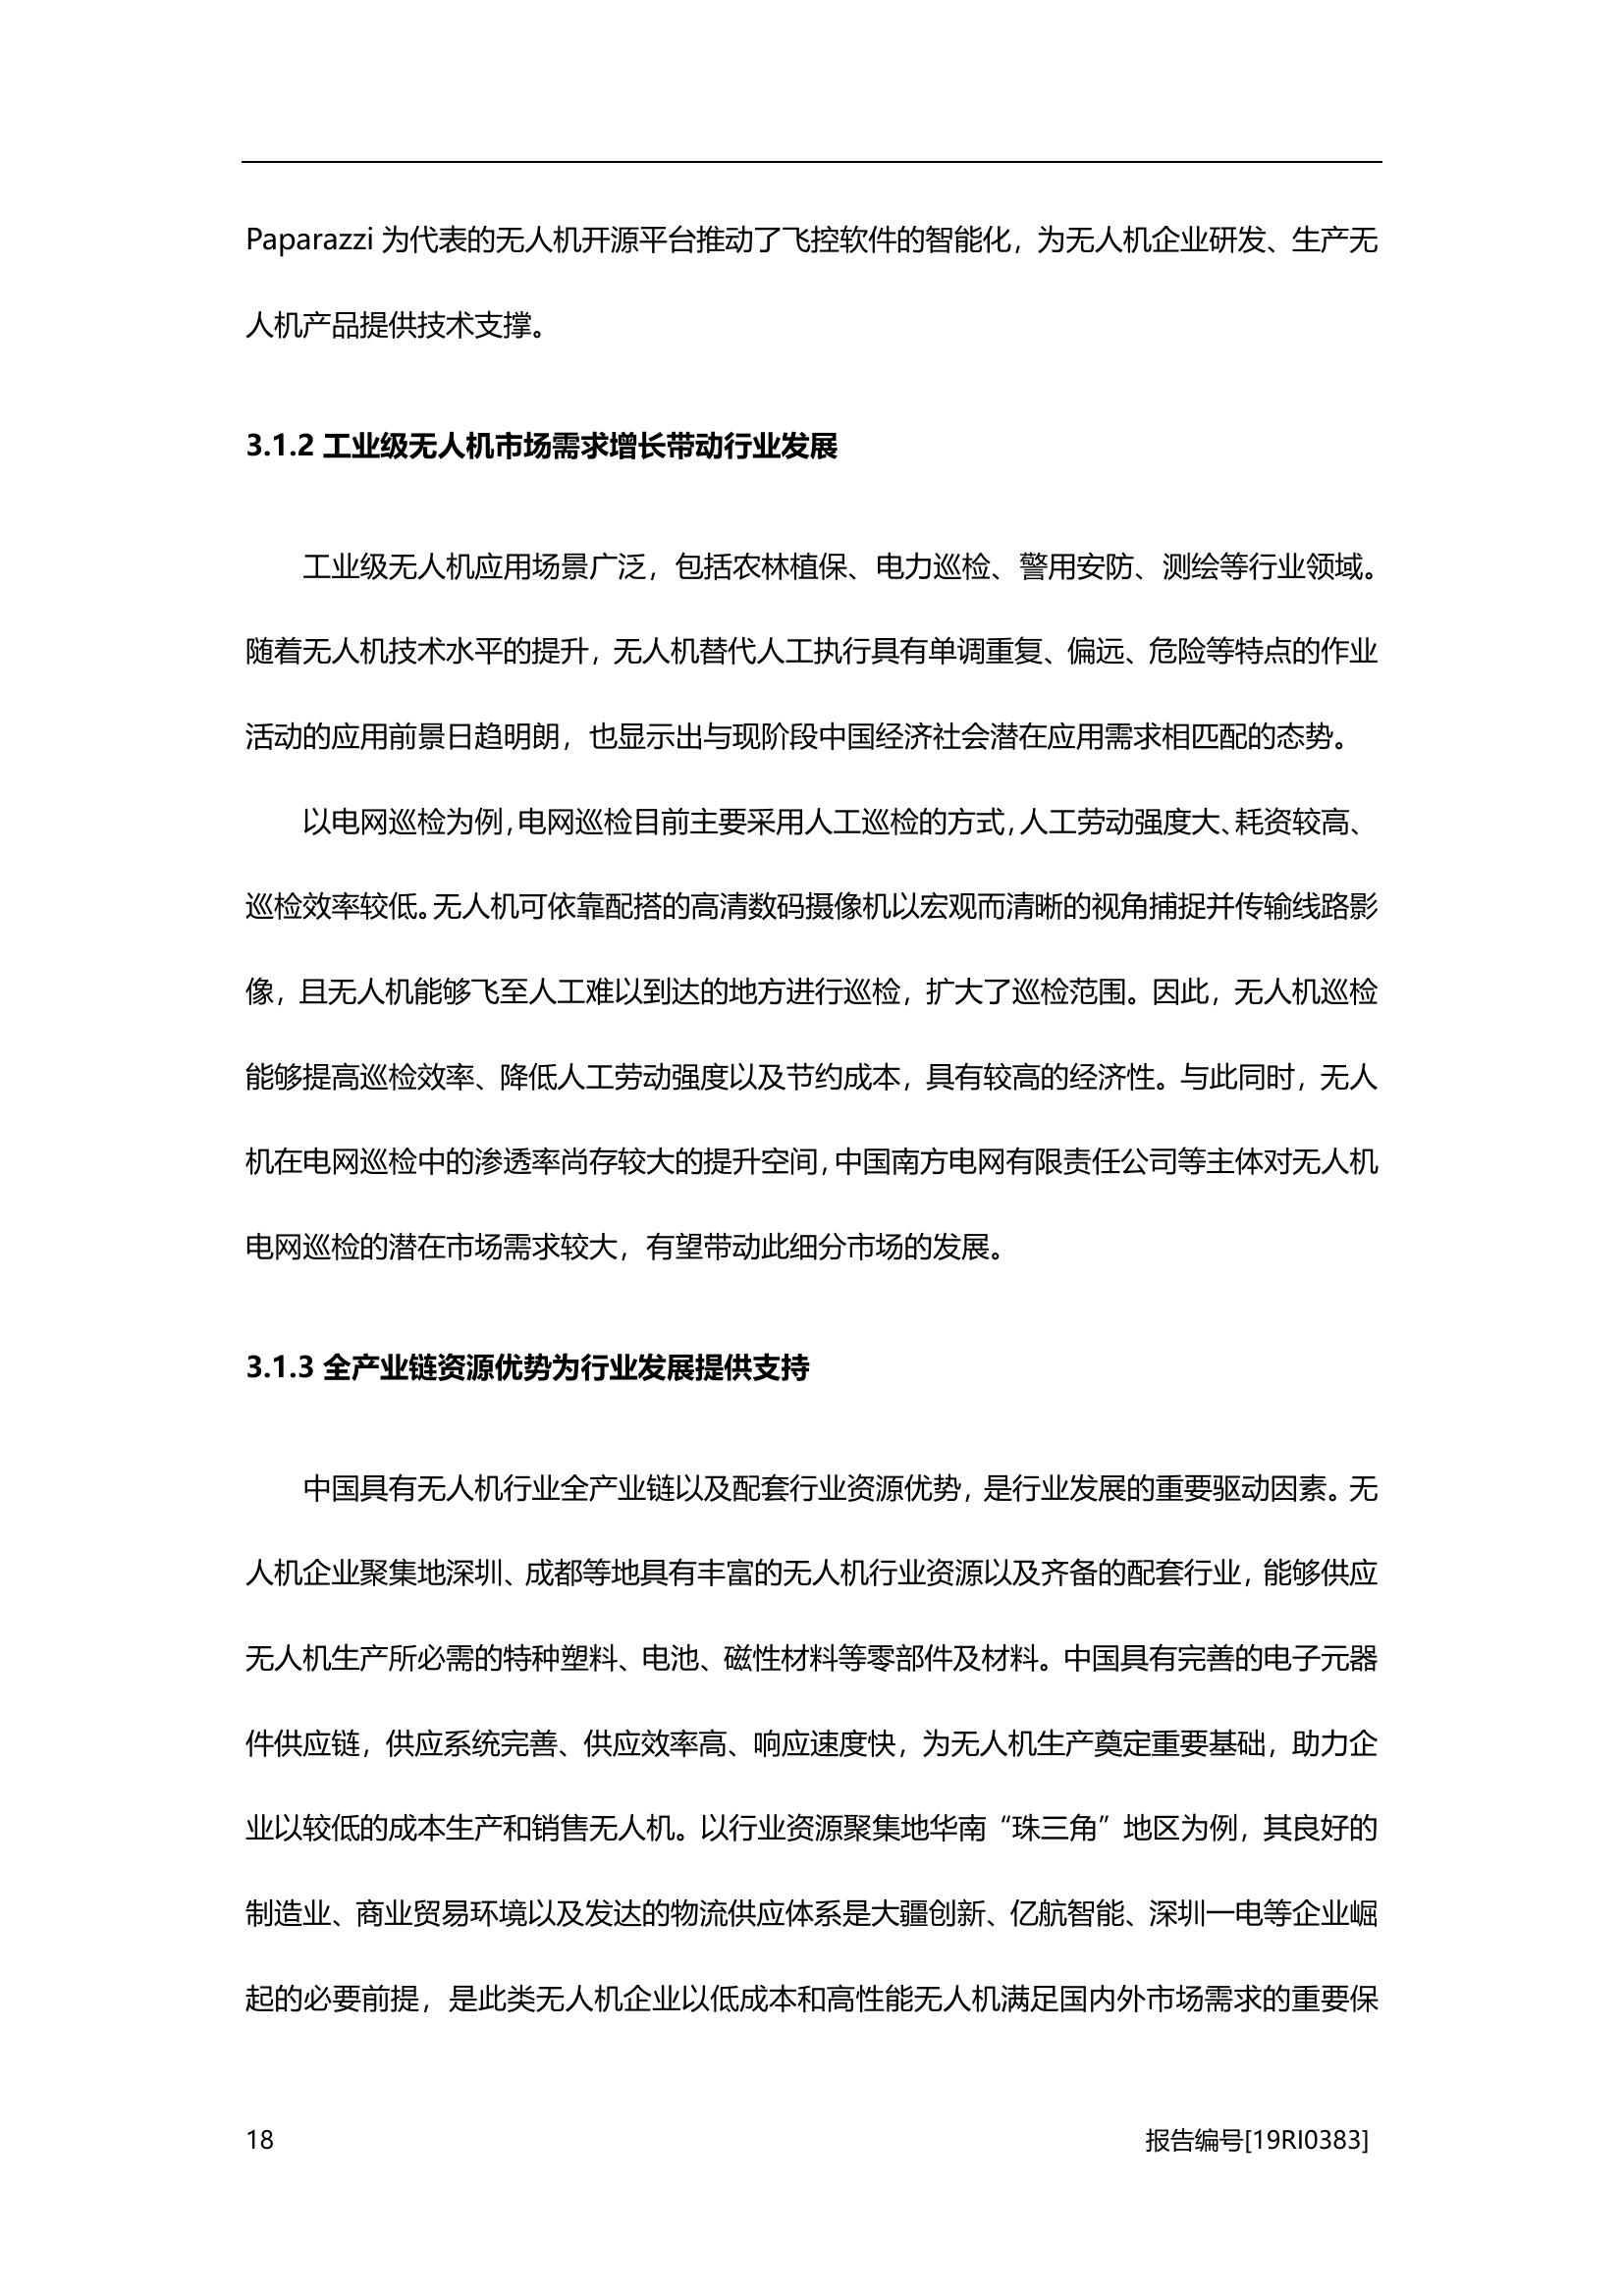 Paparazzi 为代表的无人机开源平台推动了飞控软件的智能化，为无人机企业研发、生产无
人机产品提供技术支撑。
3.1.2 工业级无人机市场需求增长带动行业发展
工业级无人机应用场景广泛，包括农林植保、电力巡检、警用安防、测绘等行业领域。
随着无人机技术水平的提升，无人机替代人工执行具有单调重复、偏远、危险等特点的作业
活动的应用前景日趋明朗，也显示出与现阶段中国经济社会潜在应用需求相匹配的态势。
以电网巡检为例，电网巡检目前主要采用人工巡检的方式，人工劳动强度大、耗资较高、
巡检效率较低。无人机可依靠配搭的高清数码摄像机以宏观而清晰的视角捕捉并传输线路影
像，且无人机能够飞至人工难以到达的地方进行巡检，扩大了巡检范围。因此，无人机巡检
能够提高巡检效率、降低人工劳动强度以及节约成本，具有较高的经济性。与此同时，无人
机在电网巡检中的渗透率尚存较大的提升空间，中国南方电网有限责任公司等主体对无人机
电网巡检的潜在市场需求较大，有望带动此细分市场的发展。
3.1.3 全产业链资源优势为行业发展提供支持
中国具有无人机行业全产业链以及配套行业资源优势，是行业发展的重要驱动因素。无
人机企业聚集地深圳、成都等地具有丰富的无人机行业资源以及齐备的配套行业，能够供应
无人机生产所必需的特种塑料、电池、磁性材料等零部件及材料。中国具有完善的电子元器
件供应链，供应系统完善、供应效率高、响应速度快，为无人机生产奠定重要基础，助力企
业以较低的成本生产和销售无人机。以行业资源聚集地华南“珠三角”地区为例，其良好的
制造业、商业贸易环境以及发达的物流供应体系是大疆创新、亿航智能、深圳一电等企业崛
起的必要前提，是此类无人机企业以低成本和高性能无人机满足国内外市场需求的重要保
18
报告编号[19RI0383]